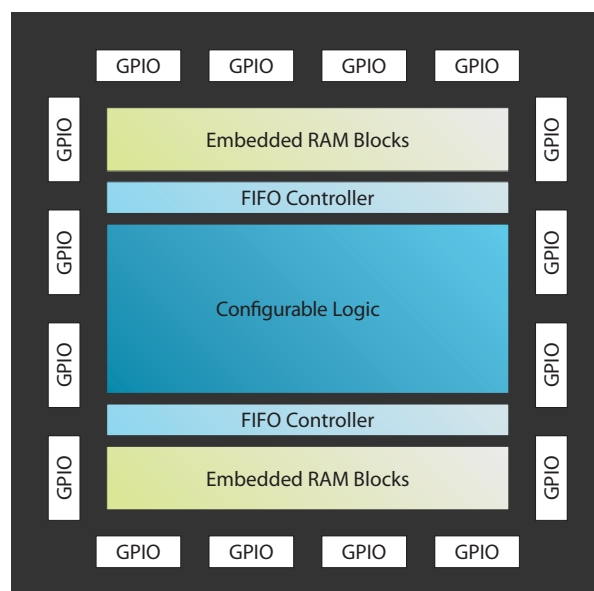 GPIO GPIO GPIO GPIO
GPIO GPIO
Embedded RAM Blocks
FIFO Controller
GPIO GPIO
Configurable Logic
GPIO GPIO
FIFO Controller
GPIO GPIO
Embedded RAM Blocks
GPIO GPIO GPIO GPIO